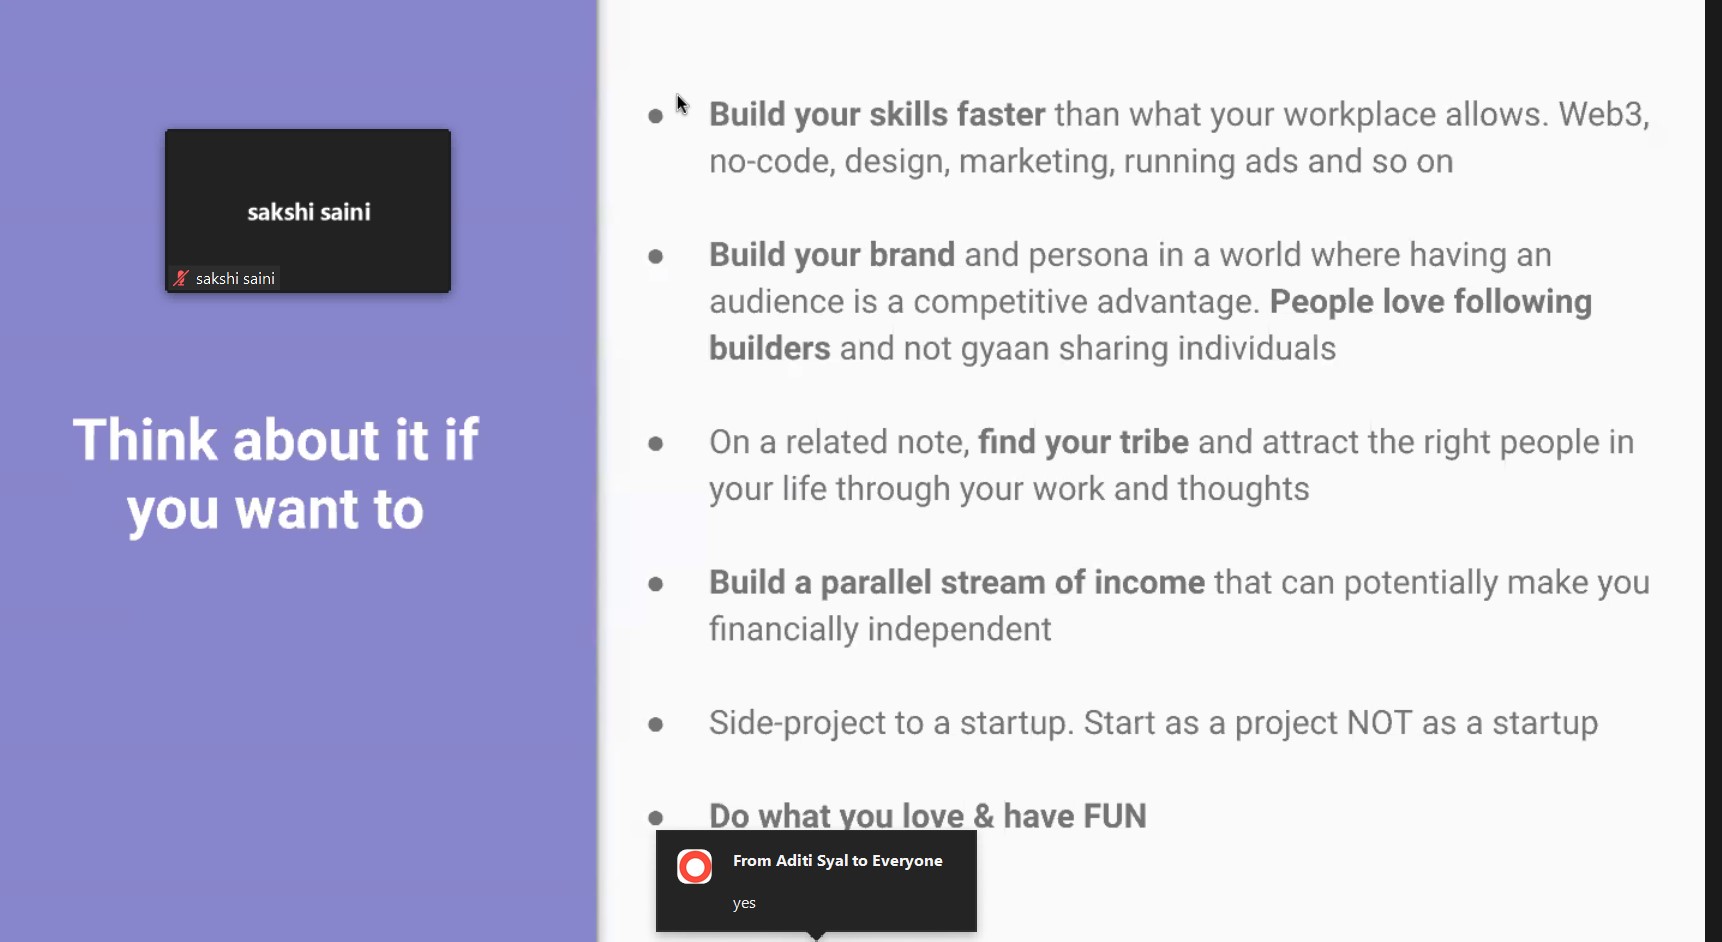 sakshi saini
sakshi saini
Think about it if
you want to
● Build your skills faster than what your workplace allows. Web3,
no-code, design, marketing, running ads and so on
● Build your brand and persona in a world where having an
audience is a competitive advantage. People love following
builders and not gyaan sharing individuals
● On a related note, find your tribe and attract the right people in
your life through your work and thoughts
● Build a parallel stream of income that can potentially make you
financially independent
● Side-project to a startup. Start as a project NOT as a startup
● Do what you love & have FUN
From Aditi Syal to Everyone
yes